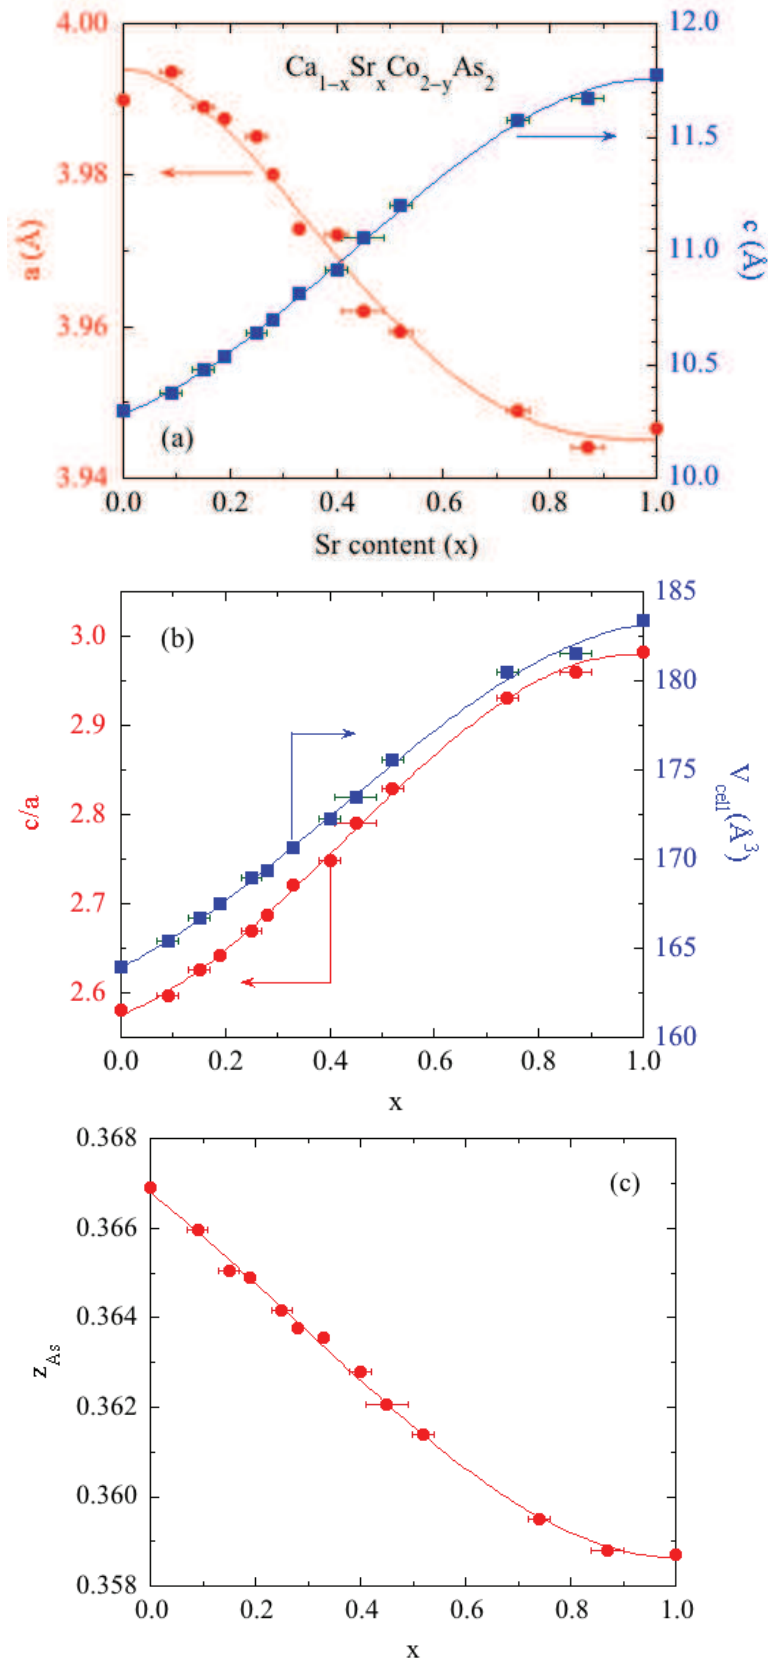 4.00
12.0
Ca1−xSrxCo2−yAs2
3.98
11.5
a (Å)
11.0
c (Å)
3.96
10.5
(a)
3.94
10.0
0.0 0.2 0.4 0.6 0.8 1.0
Sr content (x)
185
3.0
(b)
2.9
180
c/a
2.8
175
Vcell(Å3)
170
2.7
165
2.6
160
0.0 0.2 0.4 0.6 0.8 1.0
x
0.368
(c)
0.366
0.364
zAs
0.362
0.360
0.358
0.0 0.2 0.4 0.6 0.8 1.0
x